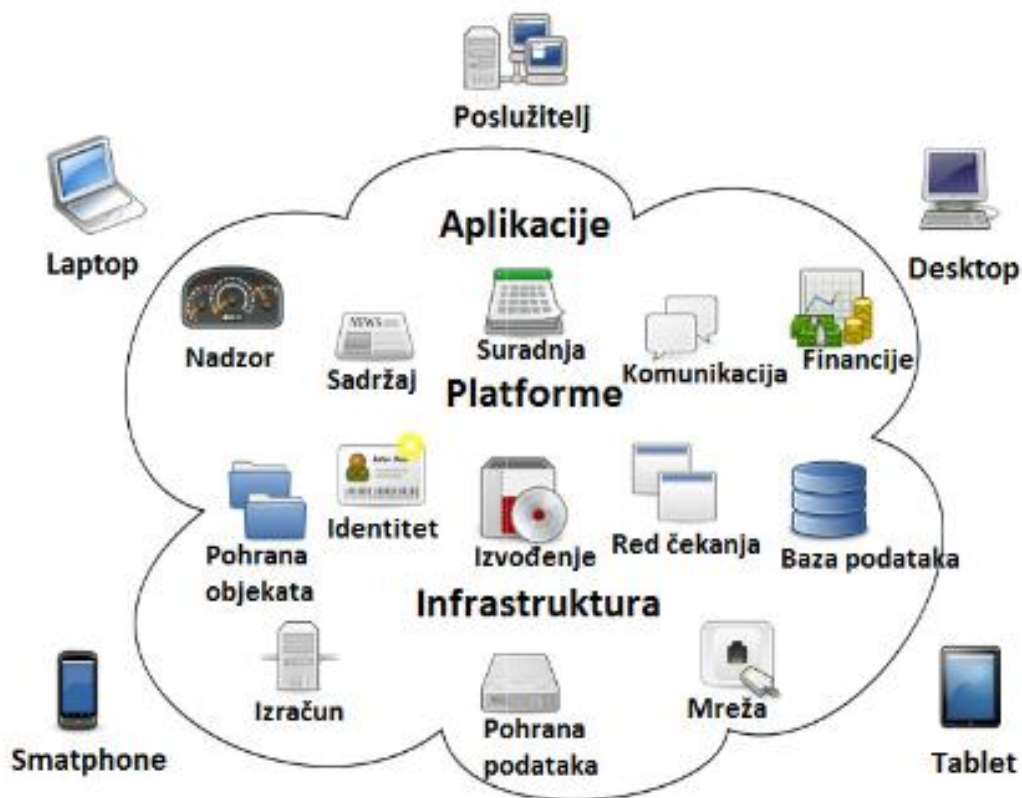 Poslužitelj
Laptop
Desktop
Aplikacije
Nadzor
NEWS
Sadržaj
Suradnja
Komunikacija
Financije
Platforme
Pohrana
objekata
Identitet
Izvođenje
Red čekanja
Baza podataka
Infrastruktura
Izračun
Pohrana
podataka
Mreža
Smatphone
Tablet